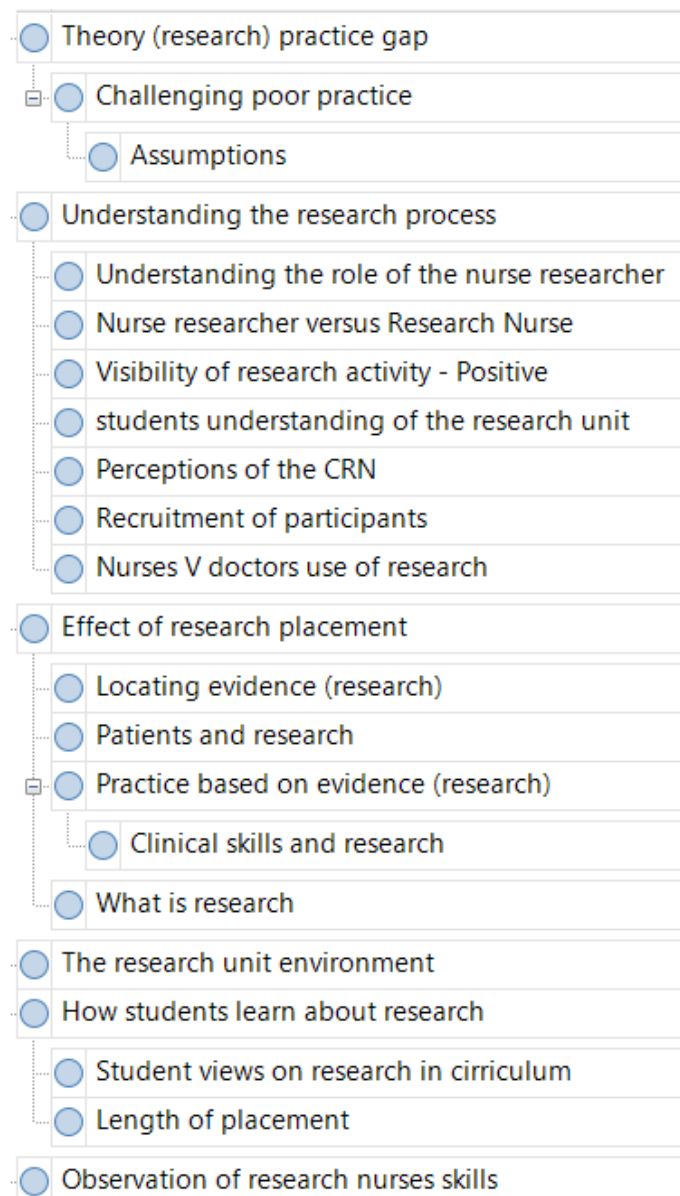 Theory (research) practice gap
Challenging poor practice
Assumptions
Understanding the research process
Understanding the role of the nurse researcher
Nurse researcher versus Research Nurse
Visibility of research activity - Positive
students understanding of the research unit
Perceptions of the CRN
Recruitment of participants
Nurses V doctors use of research
Effect of research placement
Locating evidence (research)
Patients and research
Practice based on evidence (research)
Clinical skills and research
What is research
The research unit environment
How students learn about research
Student views on research in cirriculum
Length of placement
Observation of research nurses skills